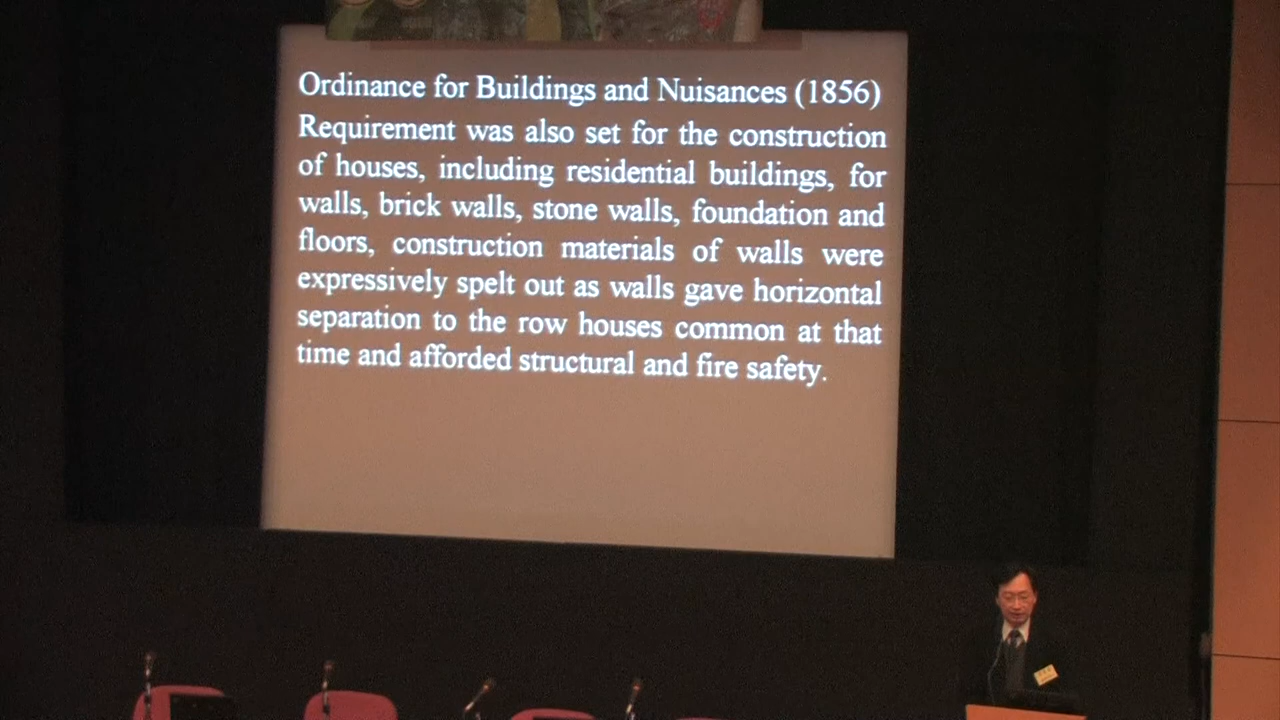 Ordinance for Buildings and Nuisances (1856)
Requirement was also set for the construction
of houses, including residential buildings, for
walls, brick walls, stone walls, foundation and
floors, construction materials of walls were
expressively spelt out as walls gave horizontal
separation to the row houses common at that
time and afforded structural and fire safety.